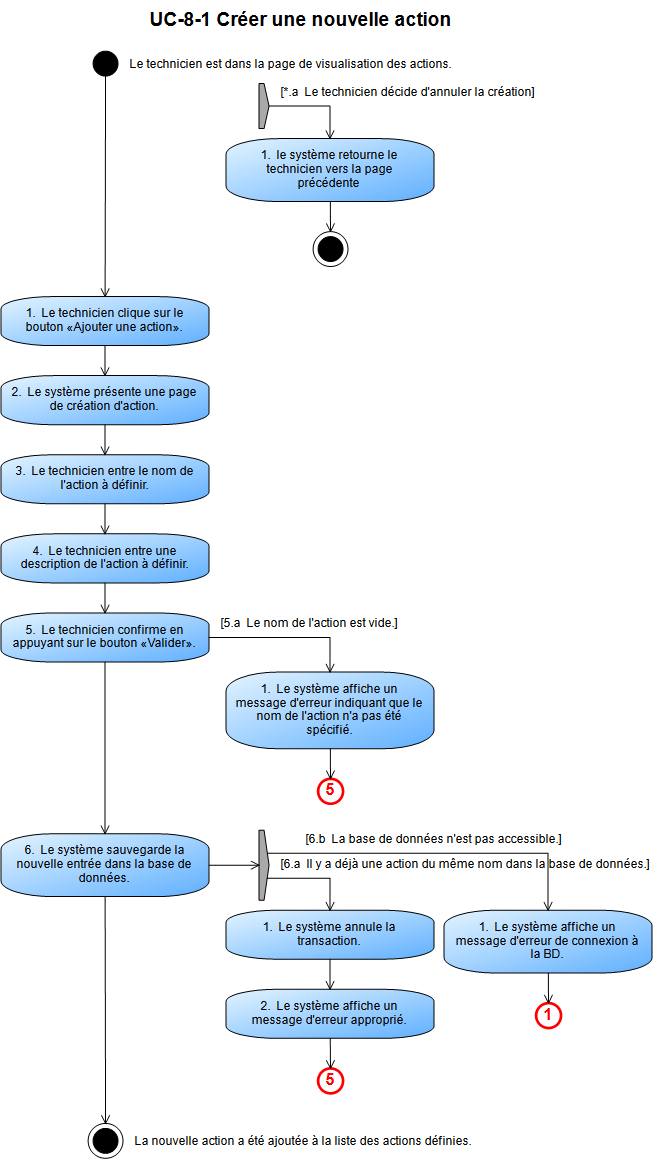 UC-8-1 Créer une nouvelle action
Le technicien est dans la page de visualisation des actions.
[*.a Le technicien décide d'annuler la création]
1. le système retourne le
technicien vers la page
précédente
1. Le technicien clique sur le
bouton «Ajouter une action».
2. Le système présente une page
de création d'action.
3. Le technicien entre le nom de
l'action à définir.
4. Le technicien entre une
description de l'action à définir.
5. Le technicien confirme en
appuyant sur le bouton «Valider».
[5.a Le nom de l'action est vide.]
1. Le système affiche un
message d'erreur indiquant que le
nom de l'action n'a pas été
spécifié.
5
6. Le système sauvegarde la
nouvelle entrée dans la base de
données.
[6.b La base de données n'est pas accessible.]
[6.a Il y a déjà une action du même nom dans la base de données.]
1. Le système annule la
transaction.
2. Le système affiche un
message d'erreur approprié.
5
1. Le système affiche un
message d'erreur de connexion à
la BD.
1
La nouvelle action a été ajoutée à la liste des actions définies.